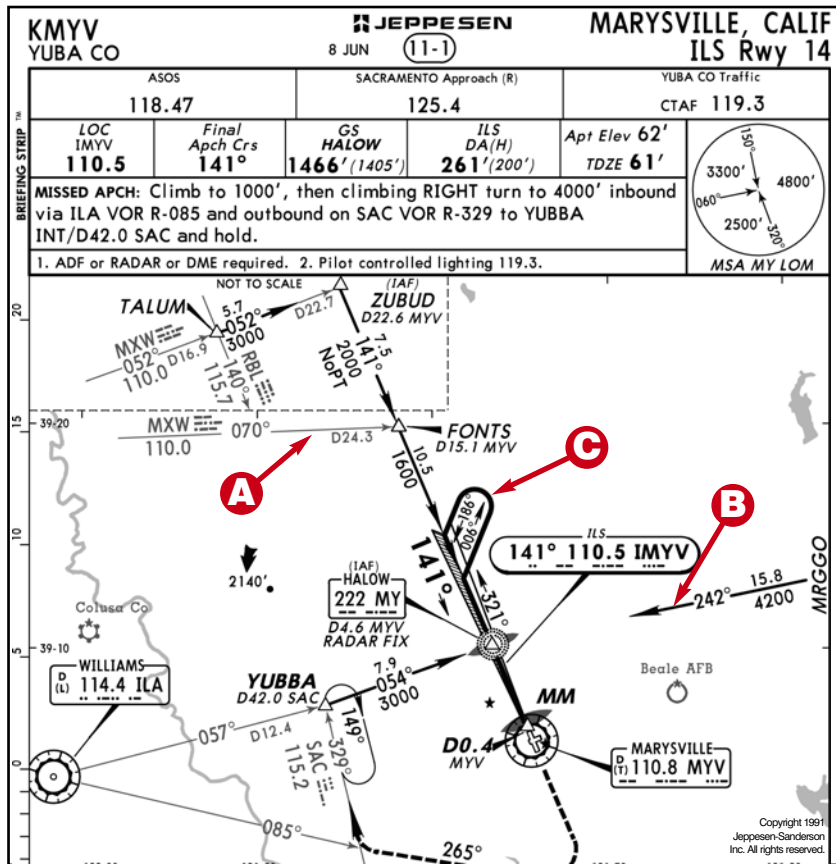 KMYV
YUBA CO
JEPPESEN
8 JUN 11-1
MARYSVILLE, CALIF
ILS Rwy 14
BRIEFING STRIP TM
ASOS
118.47
SACRAMENTO Approach (R)
125.4
YUBA CO Traffic
CTAF 119.3
LOC
IMYV
110.5
Final
Apch Crs
141°
GS
HALOW
1466' (1405')
ILS
DA(H)
261' (200')
Apt Elev 62'
TDZE 61'
MISSED APCH: Climb to 1000', then climbing RIGHT turn to 4000' inbound
via ILA VOR R-085 and outbound on SAC VOR R-329 to YUBBA
INT/D42.0 SAC and hold.
1. ADF or RADAR or DME required. 2. Pilot controlled lighting 119.3.
150°
3300'
4800'
060°
2500'
320°
MSA MY LOM
NOT TO SCALE
(IAF)
ZUBUD
D22.6 MYV
TALUM
5.7
052°
3000
D22.7
MXW
052°
110.0
D16.9
RBL
140°
115.7
7.5
141°
2000
NoPT
20
15
39-20
MXW
110.0
070°
D24.3
FONTS
D15.1 MYV
10.5
1600
A
C
B
186°
006°
10
141°
ILS
141° 110.5 IMYV
2140'
(IAF)
HALOW
222 MY
D4.6 MYV
RADAR FIX
321°
15.8
242°
4200
MRGGO
Colusa Co
39-10
5
WILLIAMS
D
(L) 114.4 ILA
YUBBA
D42.0 SAC
7.9
054°
3000
Beale AFB
MM
057°
D12.4
149°
SAC
115.2
329°
D0.4
MYV
MARYSVILLE
D
(T) 110.8 MYV
0
085°
265°
Copyright 1991
Jeppesen-Sanderson
Inc. All rights reserved.